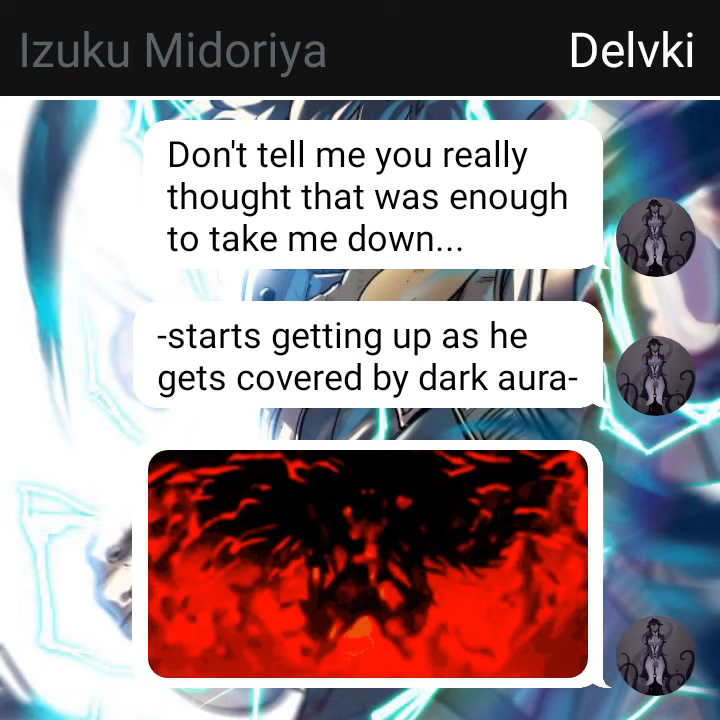 Izuku Midoriya
Delvki
Don't tell me you really
thought that was enough
to take me down...
-starts getting up as he
gets covered by dark aura-